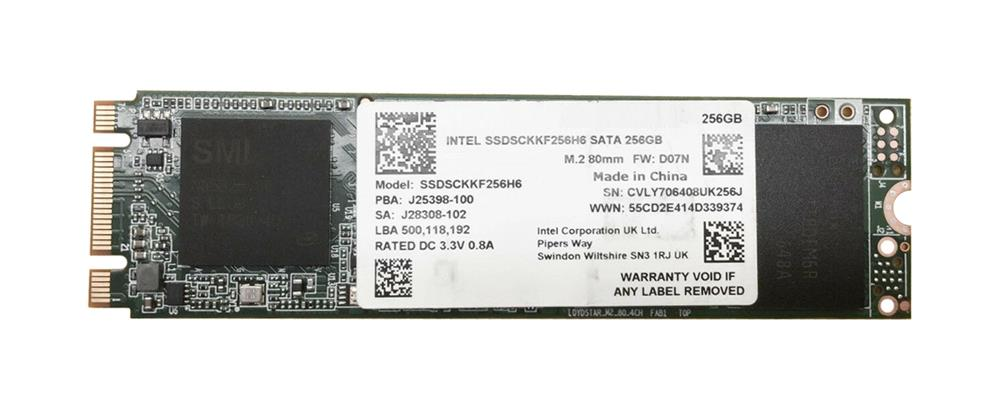 256GB
INTEL SSDSCKKF256H6 SATA 256GB
M.2 80mm FW: D07N
Made in China
Model: SSDSCKKF256H6
SN: CVLY706408UK256J
PBA: J25398-100
WWN: 55CD2E414D339374
SA: J28308-102
LBA 500,118,192
RATED DC 3.3V 0.8A
Intel Corporation UK Ltd.
Pipers Way
Swindon Wiltshire SN3 1RJ UK
WARRANTY VOID IF
ANY LABEL REMOVED
SMI
U5
U6
LOYDSTAR_M2_80.4CH FAB1 TOP